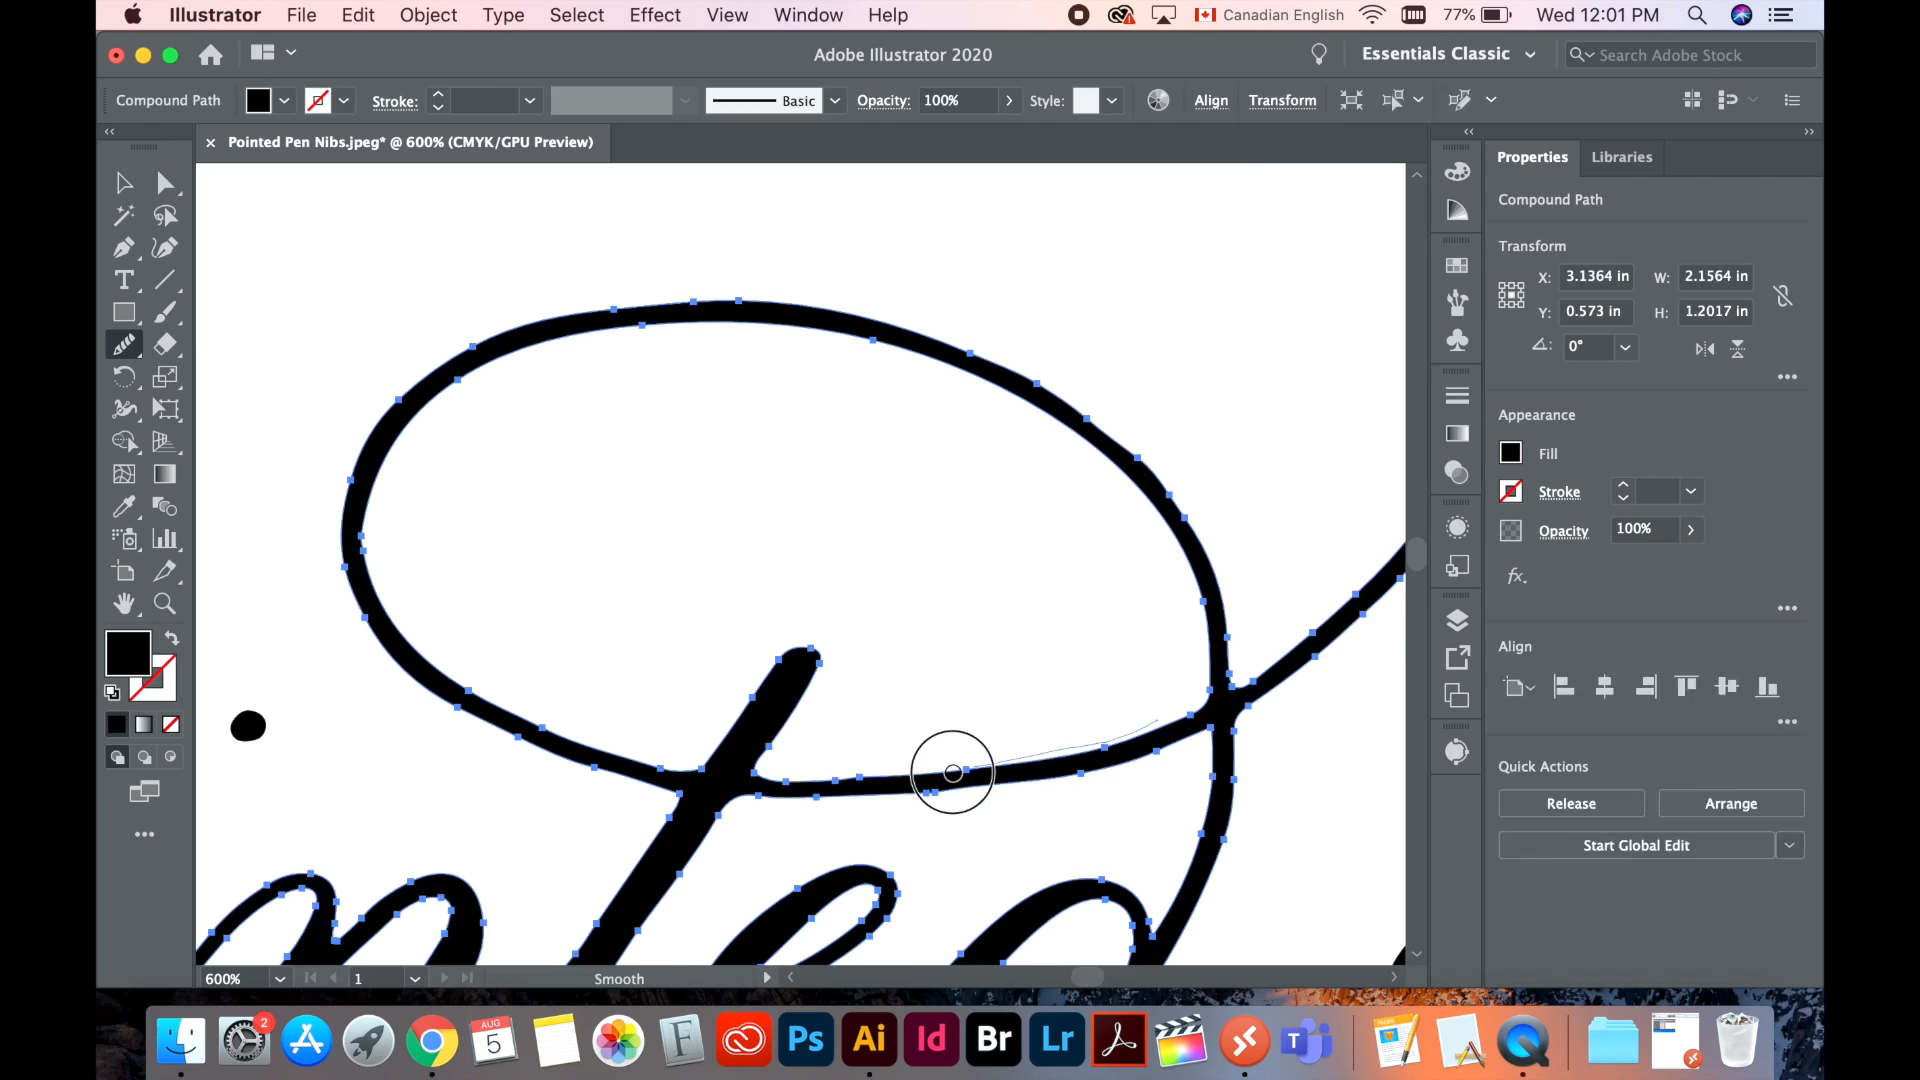 Illustrator File Edit Object Type Select Effect View Window Help Canadian English 77% Wed 12:01 PM
Adobe Illustrator 2020 Essentials Classic Search Adobe Stock
Compound Path Stroke: Basic Opacity: 100% Style: Align Transform
× Pointed Pen Nibs.jpeg* @ 600% (CMYK/GPU Preview)
Properties Libraries
Compound Path
Transform
X: 3.1364 in W: 2.1564 in
Y: 0.573 in H: 1.2017 in
0°
Appearance
Fill
Stroke
Opacity 100%
fx
Align
Quick Actions
Release Arrange
Start Global Edit
600% 1 Smooth
2 AUG 5 F Ps Ai Id Br Lr